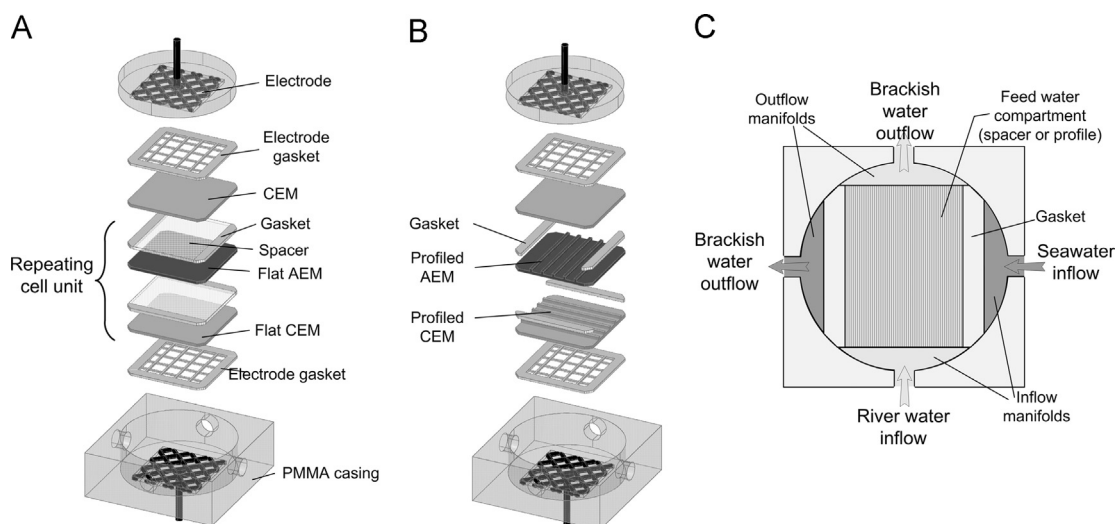 A
Electrode
Electrode
gasket
CEM
Gasket
Spacer
Repeating
cell unit
Flat AEM
Flat CEM
Electrode gasket
PMMA casing
B
Gasket
Profiled
AEM
Profiled
CEM
C
Outflow
manifolds
Brackish
water
outflow
Feed water
compartment
(spacer or profile)
Gasket
Brackish
water
outflow
Seawater
inflow
River water
inflow
Inflow
manifolds